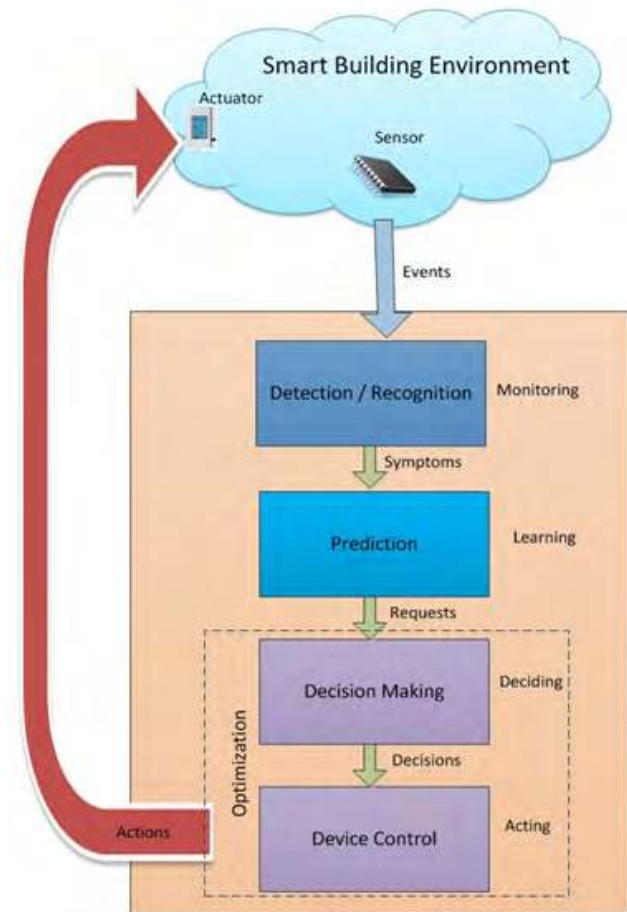 Smart Building Environment
Actuator
Sensor
Events
Detection / Recognition
Monitoring
Symptoms
Prediction
Learning
Requests
Decision Making
Deciding
Optimization
Decisions
Device Control
Acting
Actions